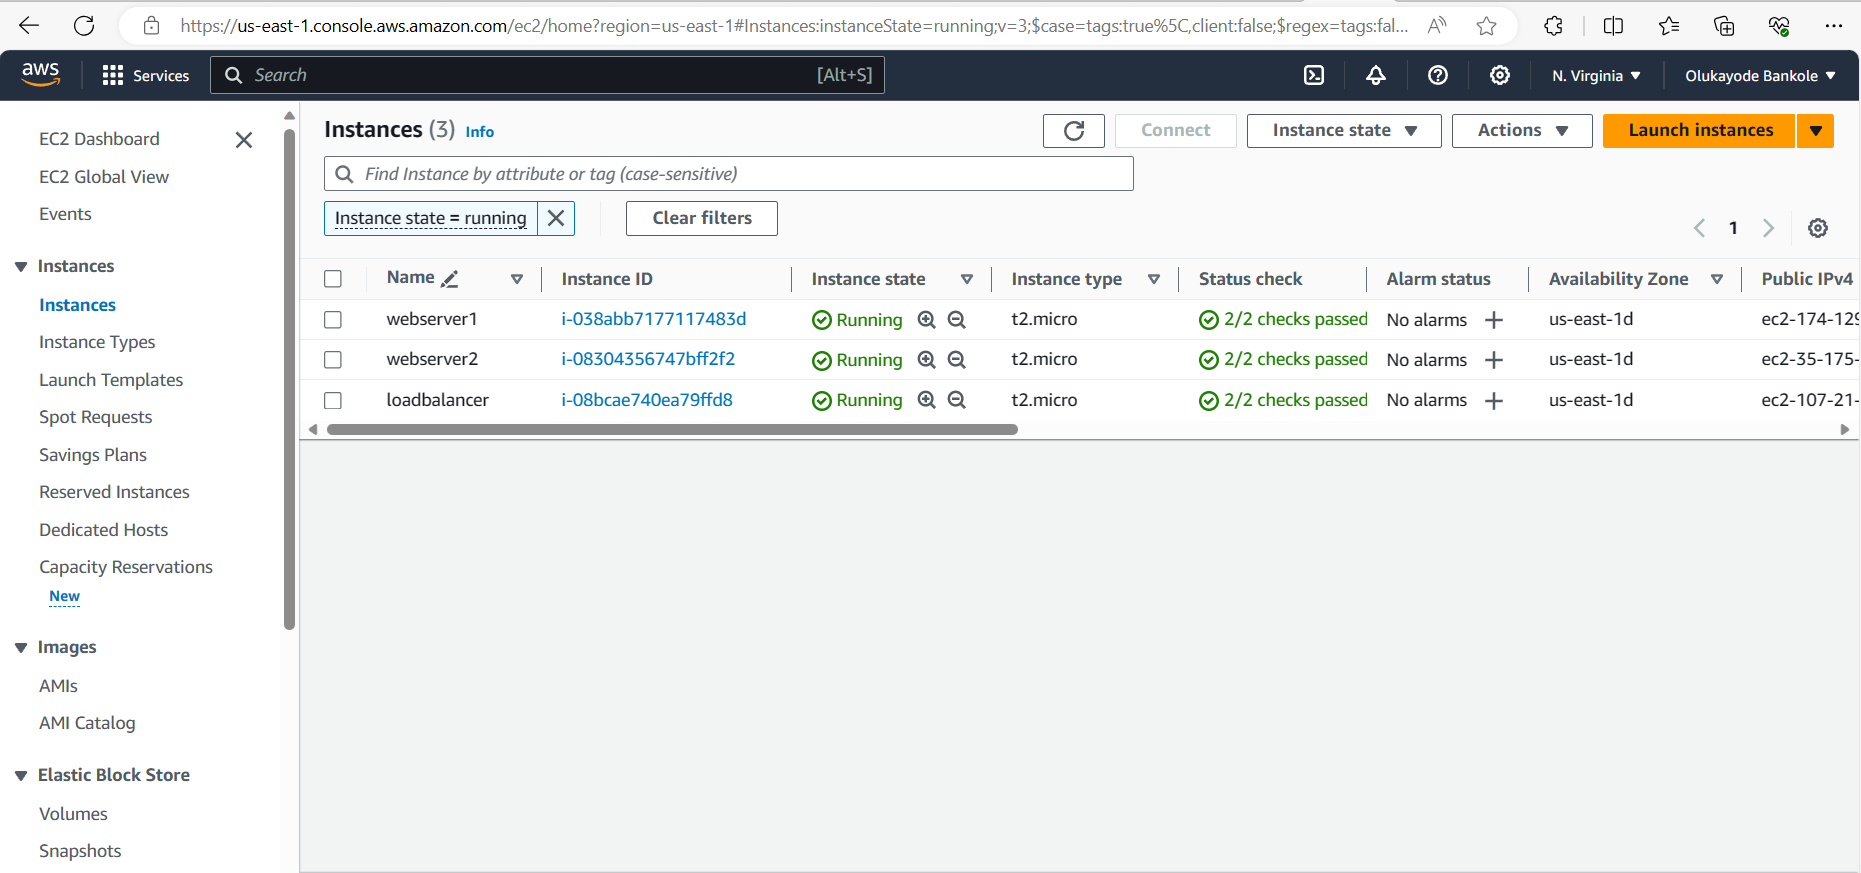 https://us-east-1.console.aws.amazon.com/ec2/home?region=us-east-1#Instances:instanceState=running;v=3;$case=tags:true%5C,client:false;$regex=tags:fal...
aws Services Search [Alt+S] N. Virginia Olukayode Bankole
EC2 Dashboard
EC2 Global View
Events
Instances
Instances
Instance Types
Launch Templates
Spot Requests
Savings Plans
Reserved Instances
Dedicated Hosts
Capacity Reservations
New
Images
AMIs
AMI Catalog
Elastic Block Store
Volumes
Snapshots
Instances (3) Info Connect Instance state Actions Launch instances
Find Instance by attribute or tag (case-sensitive)
Instance state = running Clear filters
1
Name Instance ID Instance state Instance type Status check Alarm status Availability Zone Public IPv4
webserver1 i-038abb7177117483d Running t2.micro 2/2 checks passed No alarms us-east-1d ec2-174-129
webserver2 i-08304356747bff2f2 Running t2.micro 2/2 checks passed No alarms us-east-1d ec2-35-175-
loadbalancer i-08bcae740ea79ffd8 Running t2.micro 2/2 checks passed No alarms us-east-1d ec2-107-21-